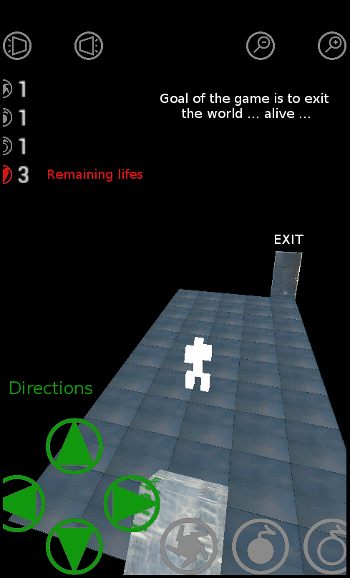 1
Goal of the game is to exit
the world ... alive ...
1
1
3 Remaining lifes
EXIT
Directions